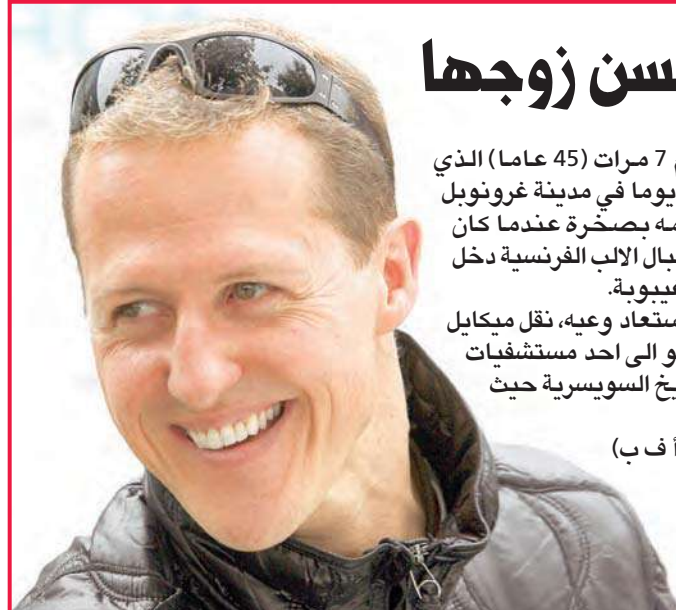 سن زوجها
7 مرات (45 عاما) الذي
يوما في مدينة غرونوبل
مه بصخرة عندما كان
بال الالب الفرنسية دخل
يبوبة.
ستعاد وعيه، نقل ميكايل
و الى احد مستشفيات
يخ السويسرية حيث
أ ف ب)